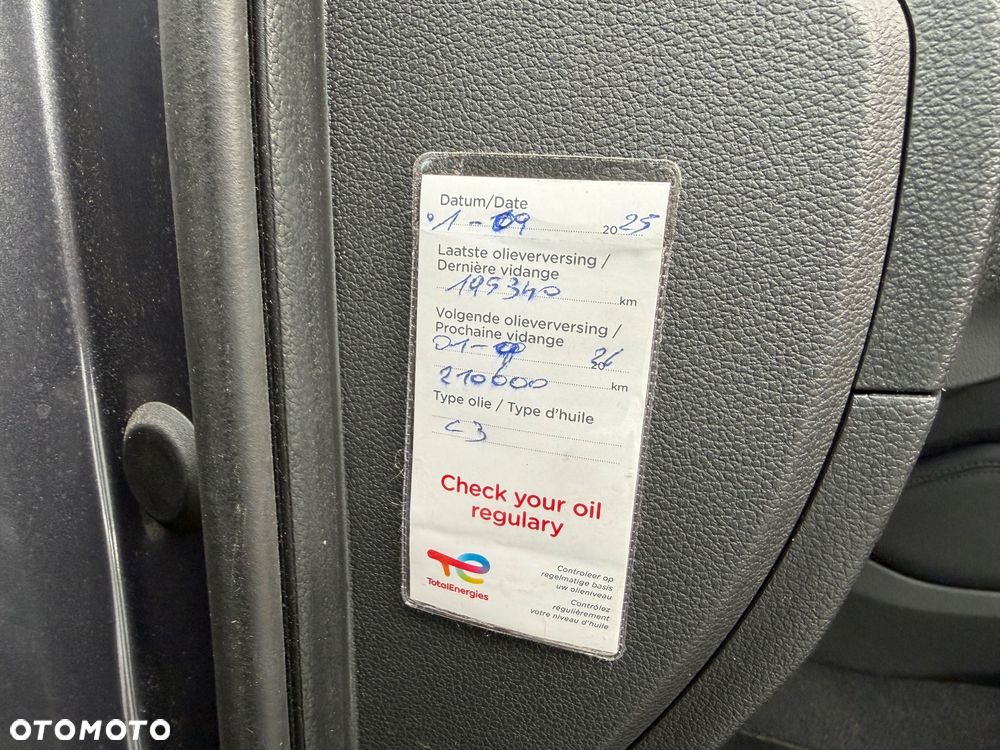 Datum/Date
01-09 2025
Laatste olieverversing /
Dernière vidange
195340 km
Volgende olieverversing /
Prochaine vidange
01- 2026
210000 km
Type olie / Type d'huile
C3
Check your oil
regulary
TotalEnergies
Controleer op
regelmatige basis
uw olieniveau
Contrôlez
régulièrement
votre niveau d'huile
OTOMOTO